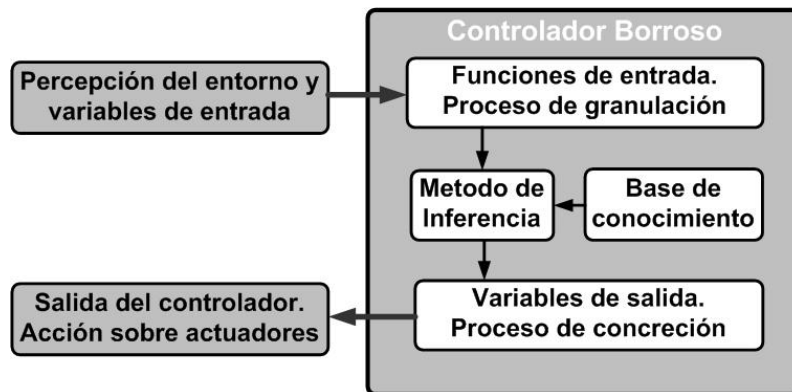 Controlador Borroso
Percepción del entorno y
variables de entrada
Funciones de entrada.
Proceso de granulación
Metodo de
Inferencia
Base de
conocimiento
Salida del controlador.
Acción sobre actuadores
Variables de salida.
Proceso de concreción